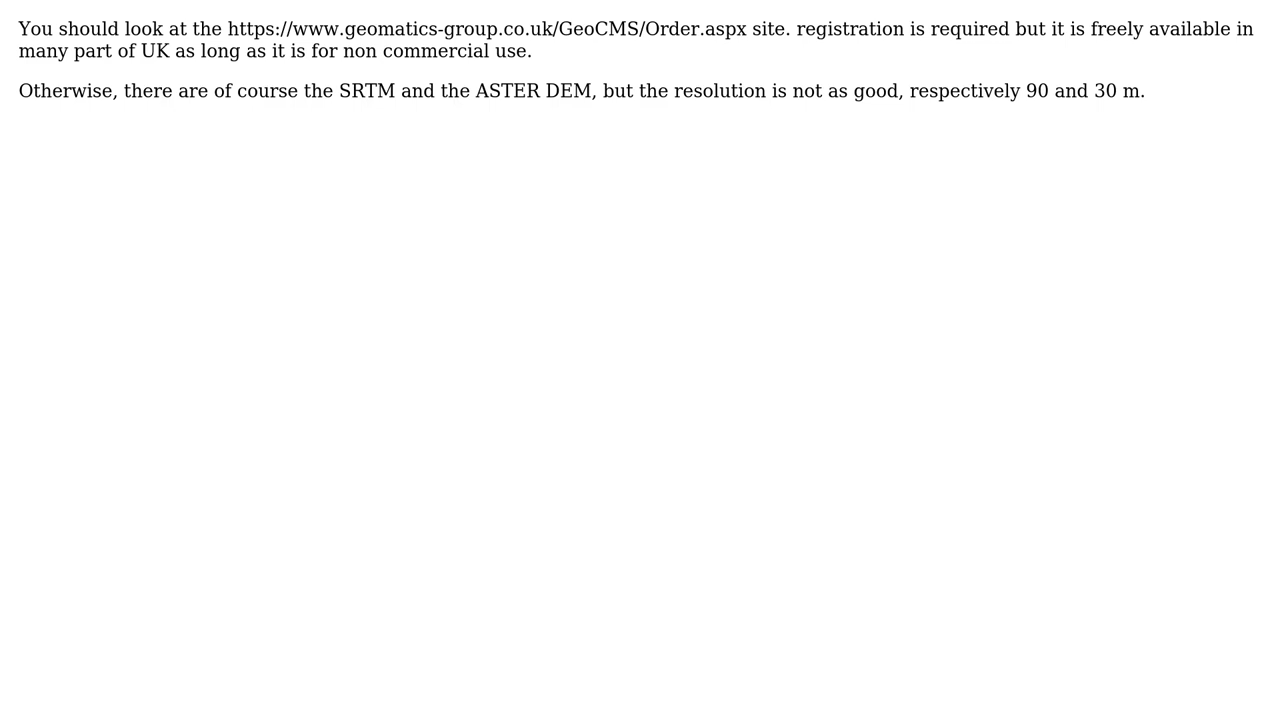 You should look at the https://www.geomatics-group.co.uk/GeoCMS/Order.aspx site. registration is required but it is freely available in
many part of UK as long as it is for non commercial use.
Otherwise, there are of course the SRTM and the ASTER DEM, but the resolution is not as good, respectively 90 and 30 m.